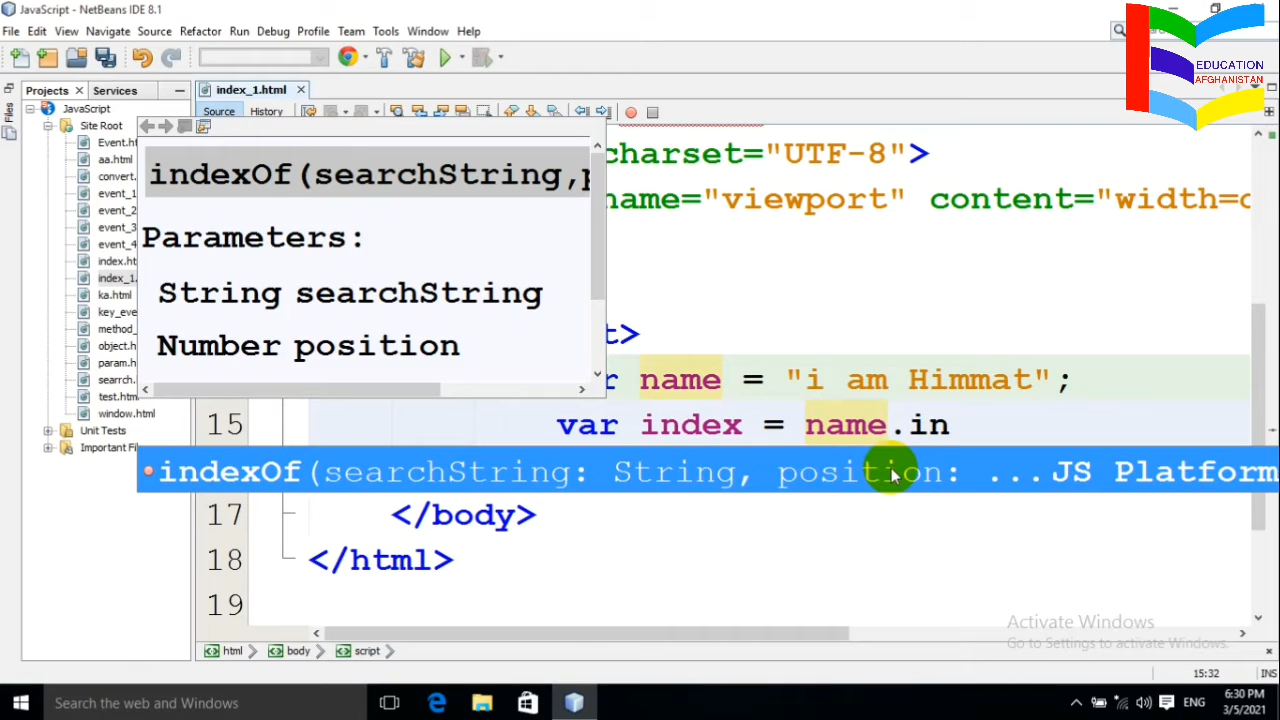 JavaScript - NetBeans IDE 8.1
File Edit View Navigate Source Refactor Run Debug Profile Team Tools Window Help
EDUCATION
AFGHANISTAN
Projects Services
index_1.html
Files
Source History
JavaScript
Site Root
Event.h
aa.html
convert.
event_1
event_2
event_3
event_4
index.ht
index_1.
ka.html
key_eve
method_
object.h
param.h
searrch.
test.html
window.html
Unit Tests
Important Fil
indexOf(searchString,p
Parameters:
String searchString
Number position
charset="UTF-8">
name="viewport" content="width=d
t>
r name = "i am Himmat";
15 var index = name.in
indexOf(searchString: String, position: ...JS Platform
17 </body>
18 </html>
19
Activate Windows
Go to Settings to activate Windows.
html body script
15:32 INS
Search the web and Windows
ENG
6:30 PM
3/5/2021